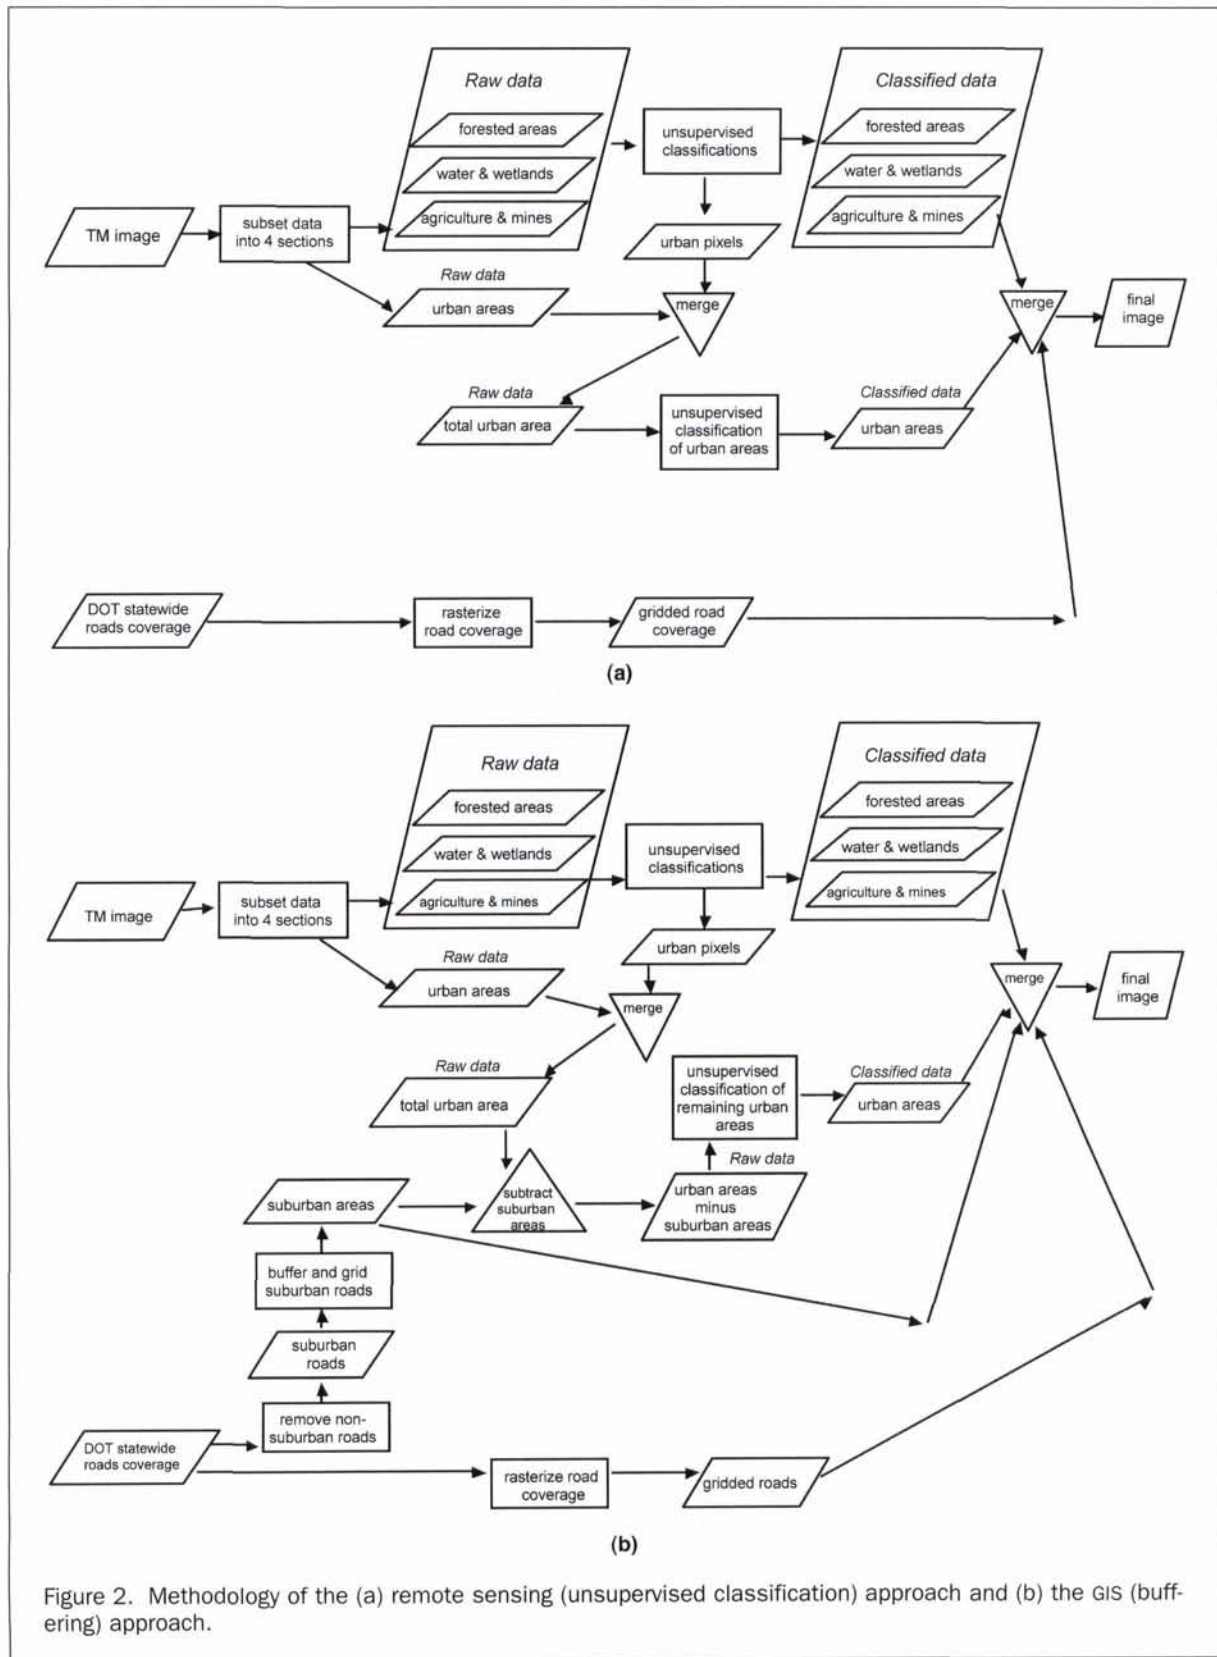 Raw data
forested areas
water & wetlands
agriculture & mines
unsupervised
classifications
Classified data
forested areas
water & wetlands
agriculture & mines
TM image
subset data
into 4 sections
urban pixels
Raw data
urban areas
merge
merge
final
image
Raw data
total urban area
unsupervised
classification
of urban areas
Classified data
urban areas
DOT statewide
roads coverage
rasterize
road coverage
gridded road
coverage
(a)
Raw data
forested areas
water & wetlands
agriculture & mines
unsupervised
classifications
Classified data
forested areas
water & wetlands
agriculture & mines
TM image
subset data
into 4 sections
urban pixels
Raw data
urban areas
merge
merge
final
image
Raw data
total urban area
unsupervised
classification of
remaining urban
areas
Classified data
urban areas
Raw data
suburban areas
subtract
suburban
areas
urban areas
minus
suburban areas
buffer and grid
suburban roads
suburban
roads
remove non-
suburban roads
DOT statewide
roads coverage
rasterize road
coverage
gridded roads
(b)
Figure 2. Methodology of the (a) remote sensing (unsupervised classification) approach and (b) the GIS (buff-
ering) approach.